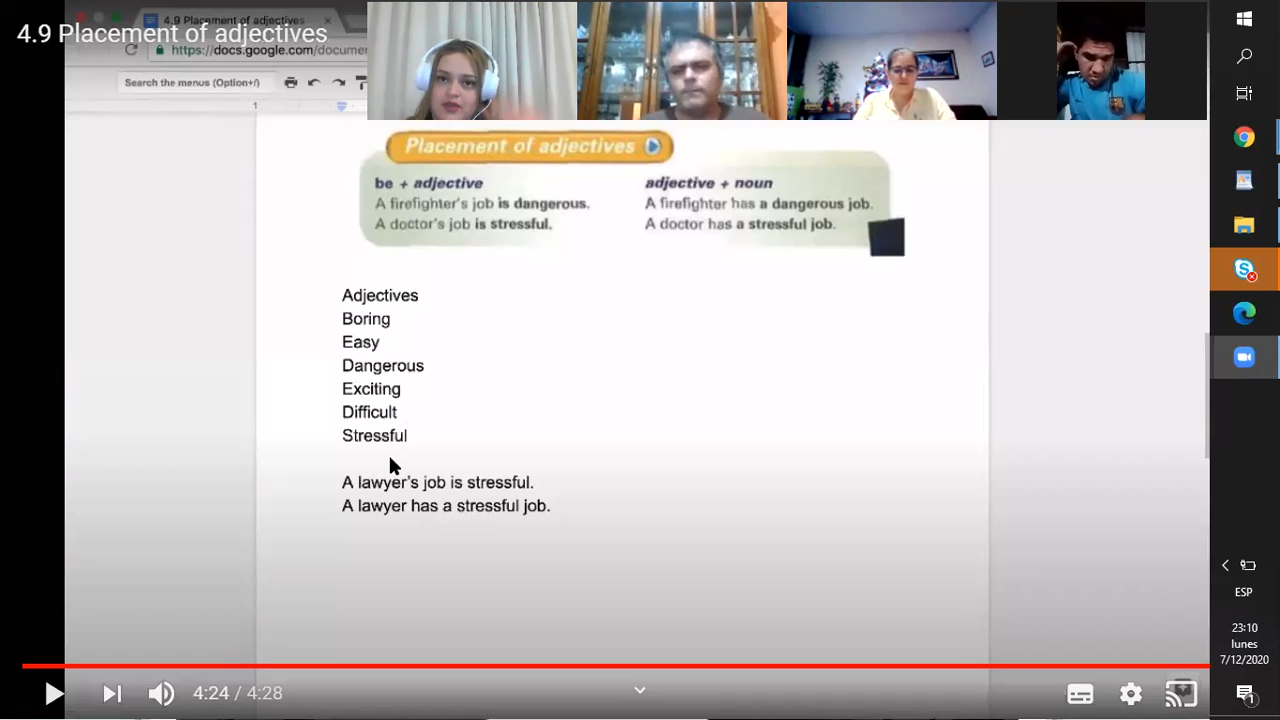 4.9 Placement of adjectives
4.9 Placement of adjectives
https://docs.google.com/docume
Search the menus (Option+/)
1
Placement of adjectives
be + adjective
A firefighter's job is dangerous.
A doctor's job is stressful.
adjective + noun
A firefighter has a dangerous job.
A doctor has a stressful job.
Adjectives
Boring
Easy
Dangerous
Exciting
Difficult
Stressful
A lawyer's job is stressful.
A lawyer has a stressful job.
4:24 / 4:28
ESP
23:10
lunes
7/12/2020
1